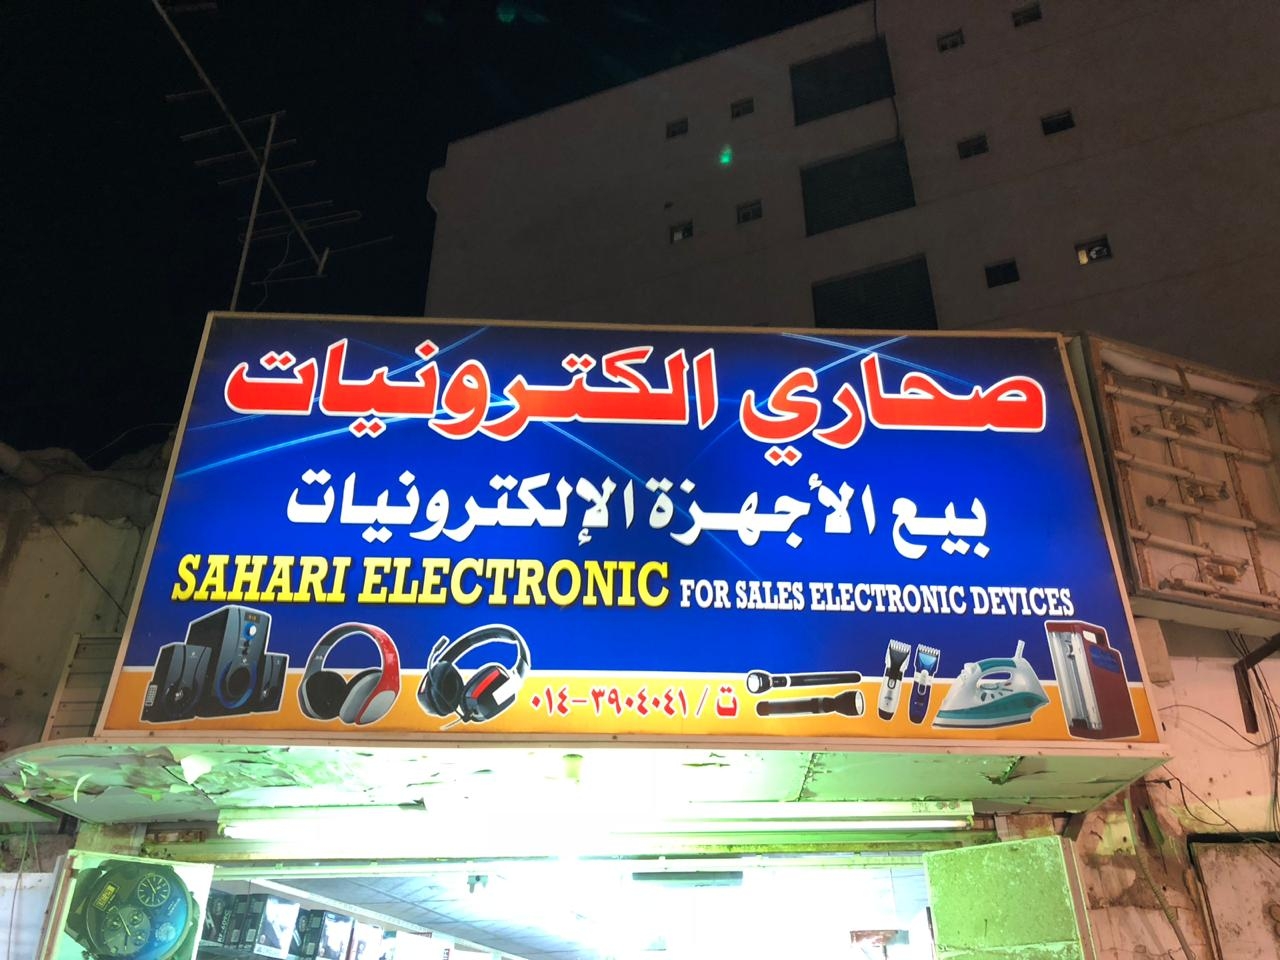 صحاري الكترونيات
بيع الأجهزة الإلكترونيات
SAHARI ELECTRONIC FOR SALES ELECTRONIC DEVICES
ت/ ٠١٤-٣٩٠٤٠٤١